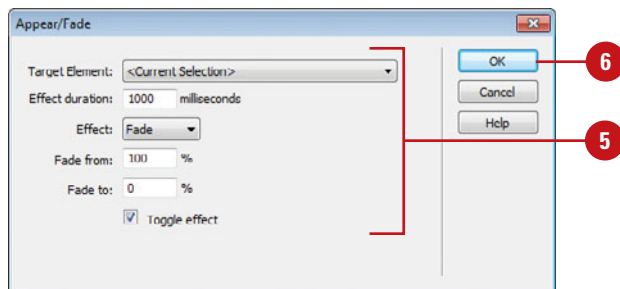 Appear/Fade
Target Element: <Current Selection>
Effect duration: 1000 milliseconds
Effect: Fade
Fade from: 100 %
Fade to: 0 %
Toggle effect
OK
Cancel
Help
6
5